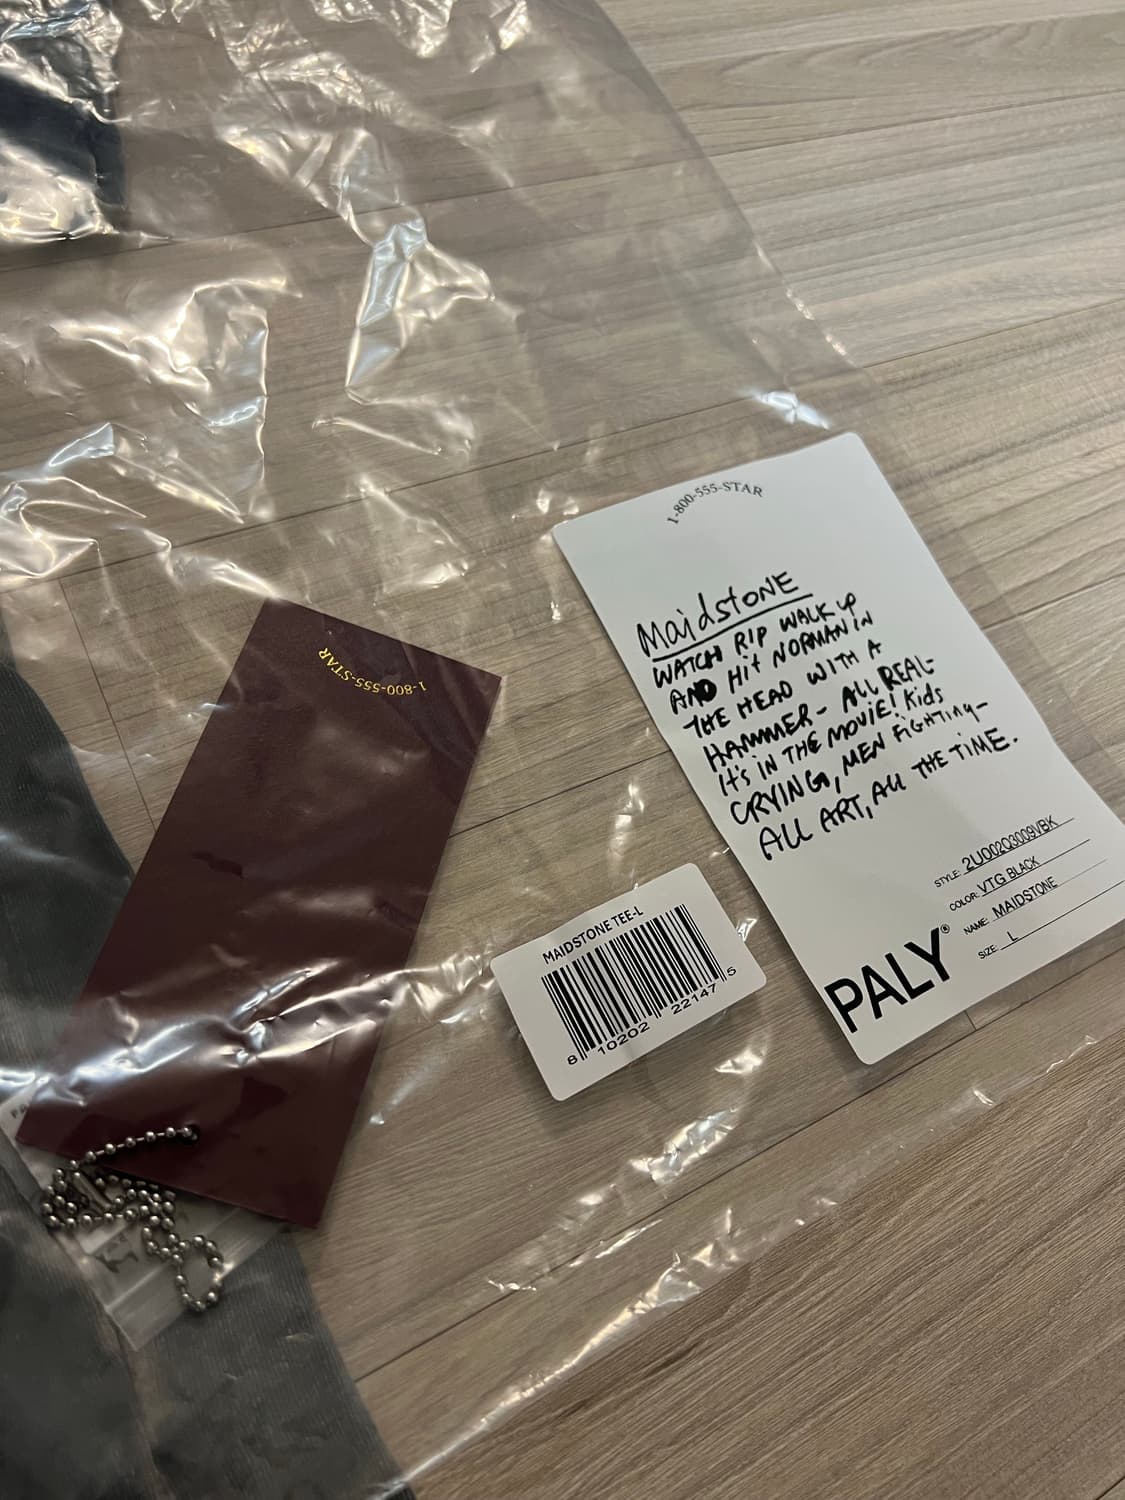 1-800-555-STAR
MaidstONE
WATCH RIP WALK UP
AND Hit NORMAN IN
THE HEAD WITH A
HAMMER - ALL REAL-
It's IN THE MOVIE! Kids
CRYING, MEN FiGHTING-
ALL ART, ALL THE TIME.
STYLE: 2U002Q3009VBK
COLOR: VTG BLACK
NAME: MAIDSTONE
SIZE: L
PALY®
1-800-555-STAR
MAIDSTONE TEE-L
8 10202 22147 5